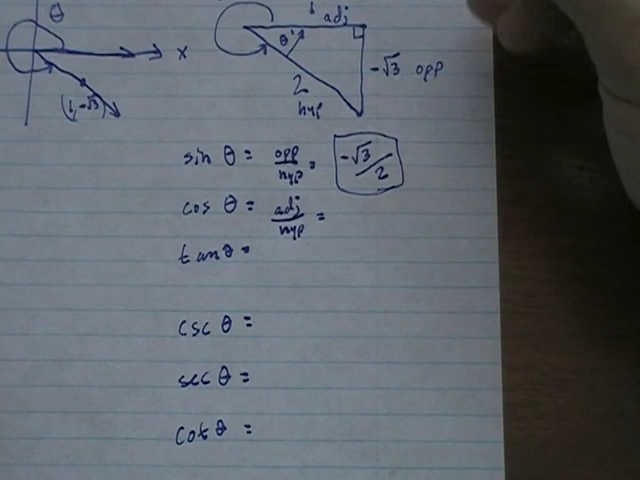 θ
x
(1, -√3)
1 adj
θ'
2
hyp
-√3 opp
sin θ = opp/hyp = -√3/2
cos θ = adj/hyp =
tan θ =
csc θ =
sec θ =
cot θ =